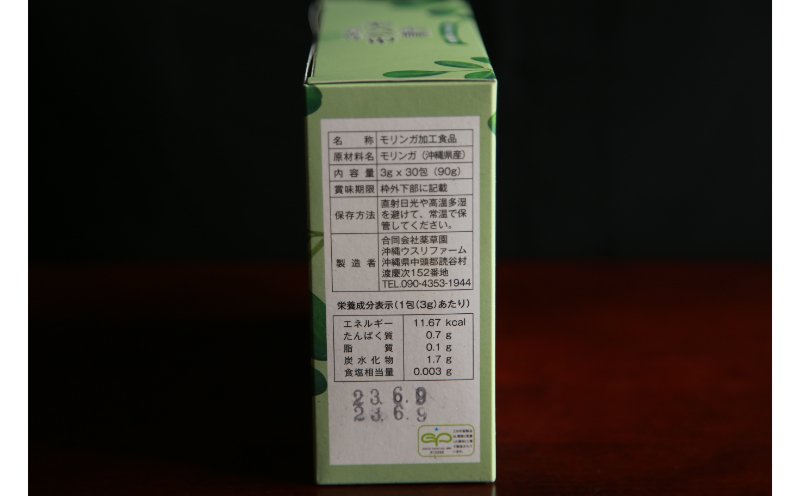 名称 モリンガ加工食品
原材料名 モリンガ（沖縄県産）
内容量 3g x 30包（90g）
賞味期限 枠外下部に記載
保存方法 直射日光や高温多湿
を避けて、常温で保
管してください。
製造者 合同会社薬草園
沖縄ウスリファーム
沖縄県中頭郡読谷村
渡慶次152番地
TEL.090-4353-1944
栄養成分表示（1包（3g）あたり）
エネルギー 11.67 kcal
たんぱく質 0.7 g
脂質 0.1 g
炭水化物 1.7 g
食塩相当量 0.003 g
23.6.9
23.6.9